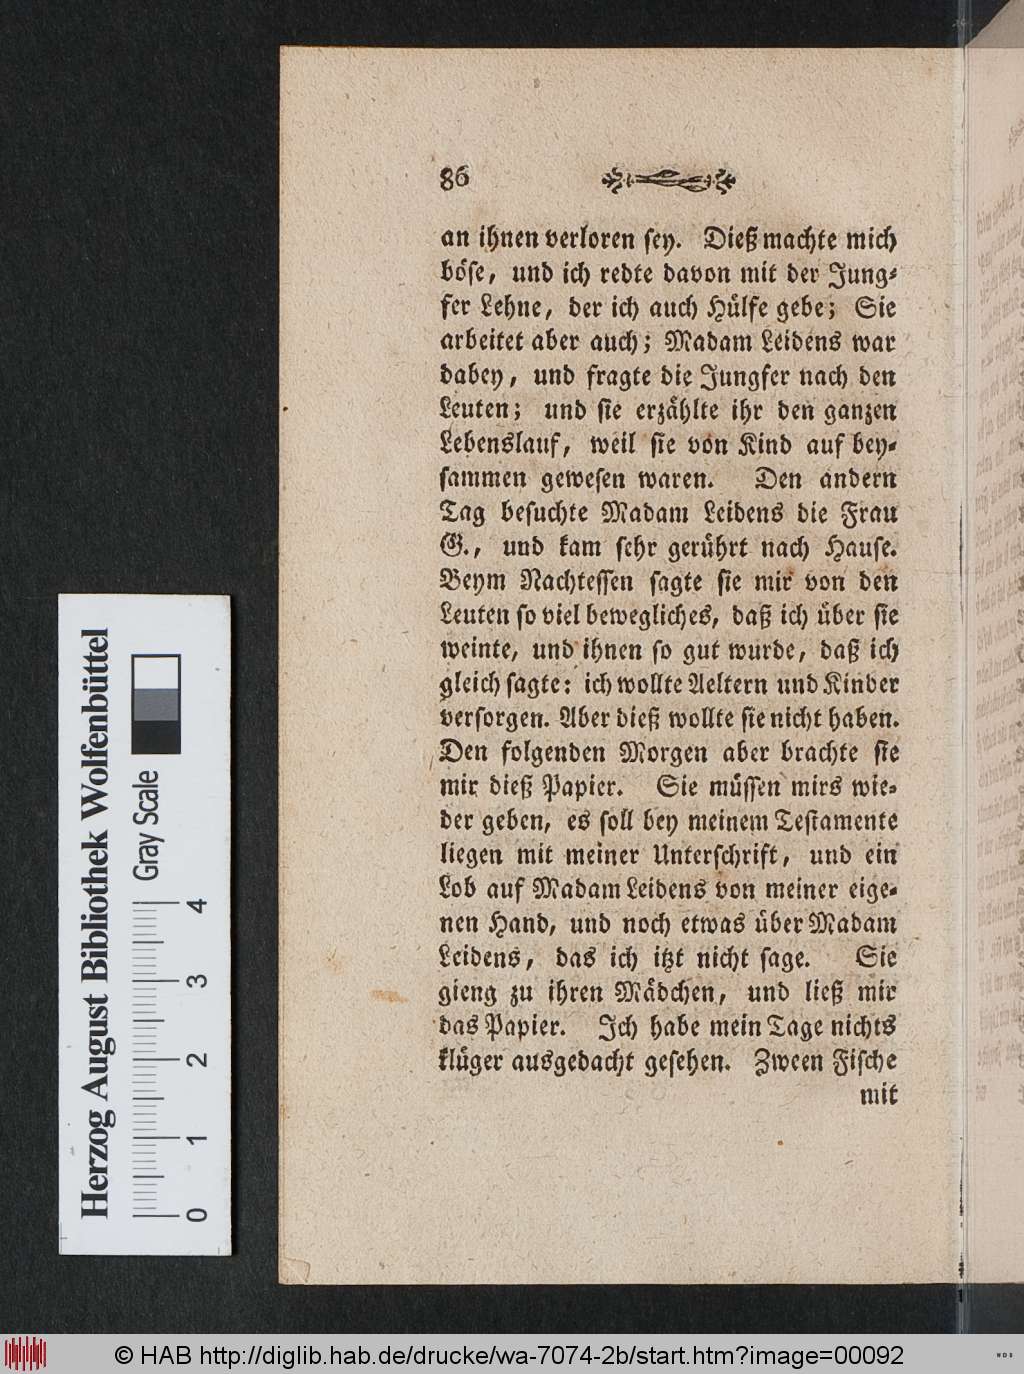 86
an ihnen verloren sey. Dieß machte mich
böse, und ich redte davon mit der Jung-
fer Lehne, der ich auch Hülfe gebe; Sie
arbeitet aber auch; Madam Leidens war
dabey, und fragte die Jungfer nach den
Leuten; und sie erzählte ihr den ganzen
Lebenslauf, weil sie von Kind auf bey-
sammen gewesen waren. Den andern
Tag besuchte Madam Leidens die Frau
G., und kam sehr gerührt nach Hause.
Beym Nachtessen sagte sie mir von den
Leuten so viel bewegliches, daß ich über sie
weinte, und ihnen so gut wurde, daß ich
gleich sagte: ich wollte Aeltern und Kinder
versorgen. Aber dieß wollte sie nicht haben.
Den folgenden Morgen aber brachte sie
mir dieß Papier. Sie müssen mirs wie-
der geben, es soll bey meinem Testamente
liegen mit meiner Unterschrift, und ein
Lob auf Madam Leidens von meiner eige-
nen Hand, und noch etwas über Madam
Leidens, das ich itzt nicht sage. Sie
gieng zu ihren Mädchen, und ließ mir
das Papier. Ich habe mein Tage nichts
klüger ausgedacht gesehen. Zween Fische
mit
Herzog August Bibliothek Wolfenbüttel
Gray Scale
0 1 2 3 4
© HAB http://diglib.hab.de/drucke/wa-7074-2b/start.htm?image=00092